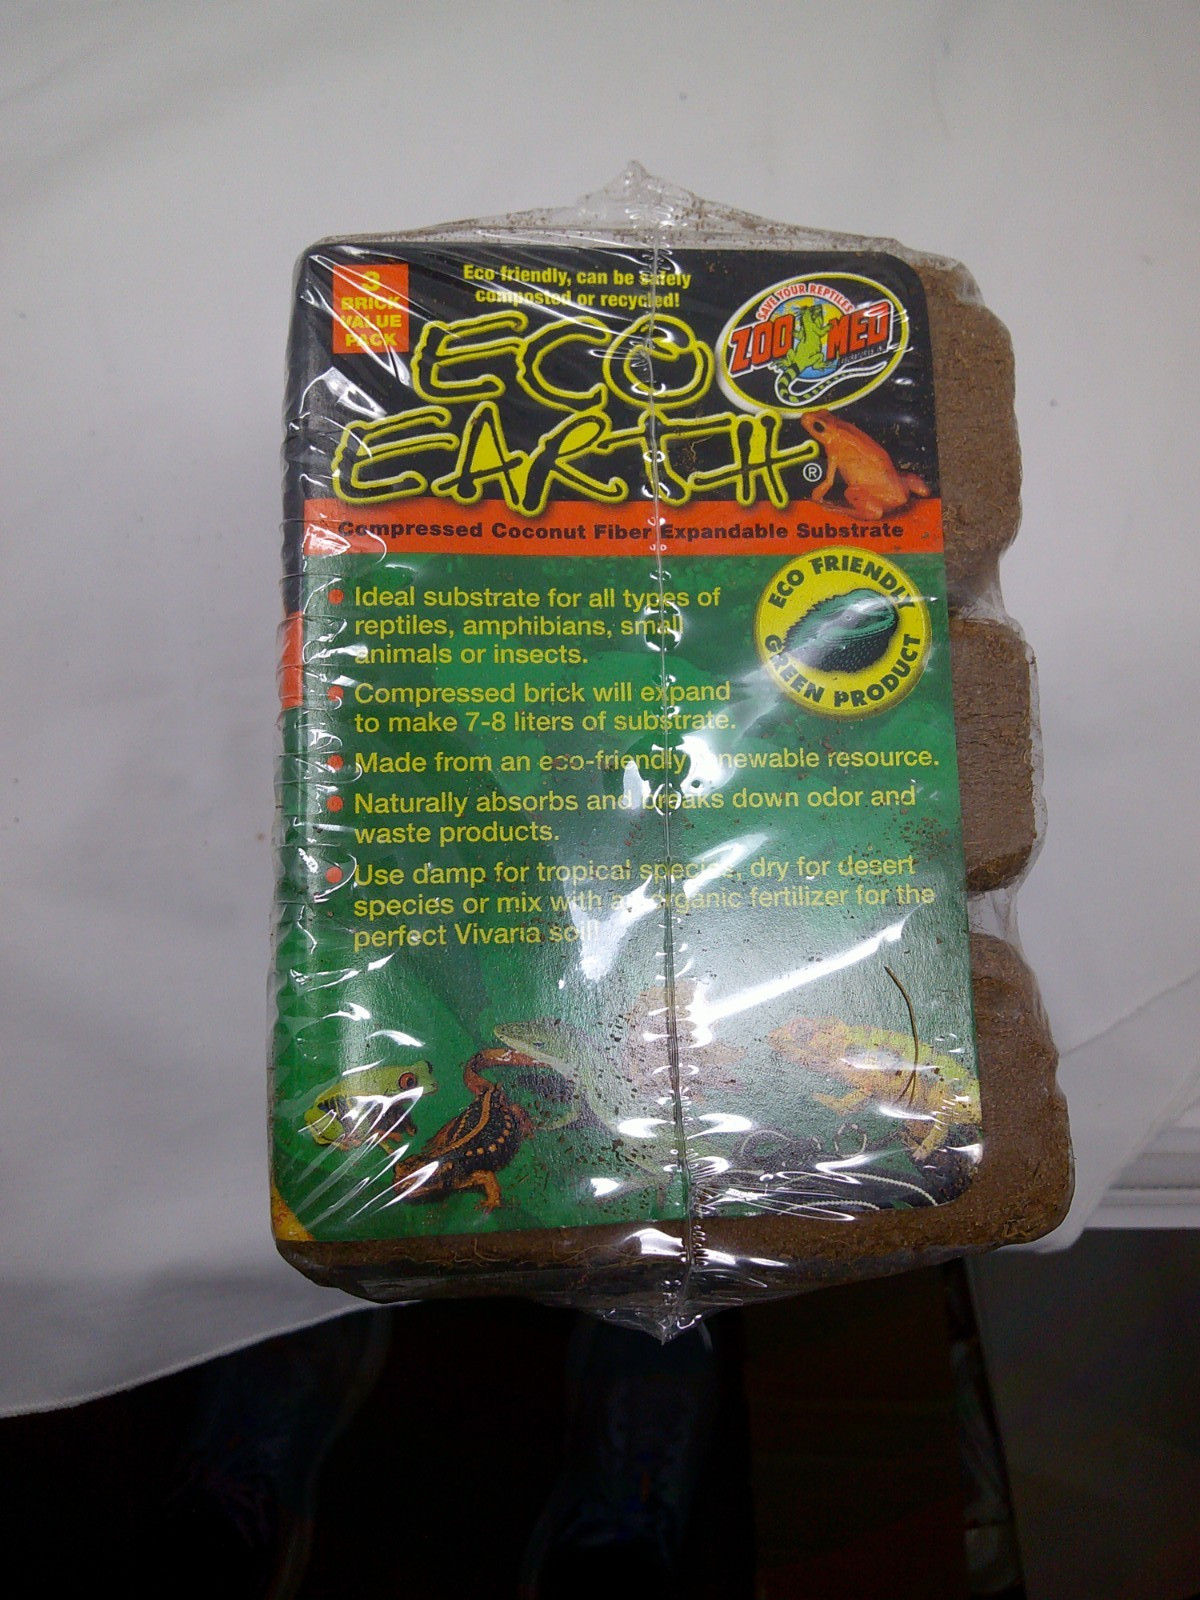 3
BRICK
VALUE
PACK
Eco friendly, can be safely
composted or recycled!
SAVE YOUR REPTILES
ZOO MED
ECO
EARTH®
Compressed Coconut Fiber Expandable Substrate
ECO FRIENDLY
GREEN PRODUCT
Ideal substrate for all types of
reptiles, amphibians, small
animals or insects.
Compressed brick will expand
to make 7-8 liters of substrate.
Made from an eco-friendly renewable resource.
Naturally absorbs and breaks down odor and
waste products.
Use damp for tropical species, dry for desert
species or mix with an organic fertilizer for the
perfect Vivaria soil!